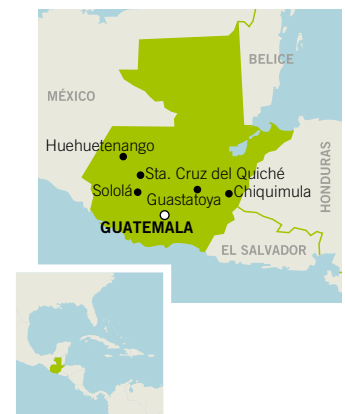 BELICE
MÉXICO
Huehuetenango
Sta. Cruz del Quiché
Sololá
Guastatoya
Chiquimula
HONDURAS
GUATEMALA
EL SALVADOR